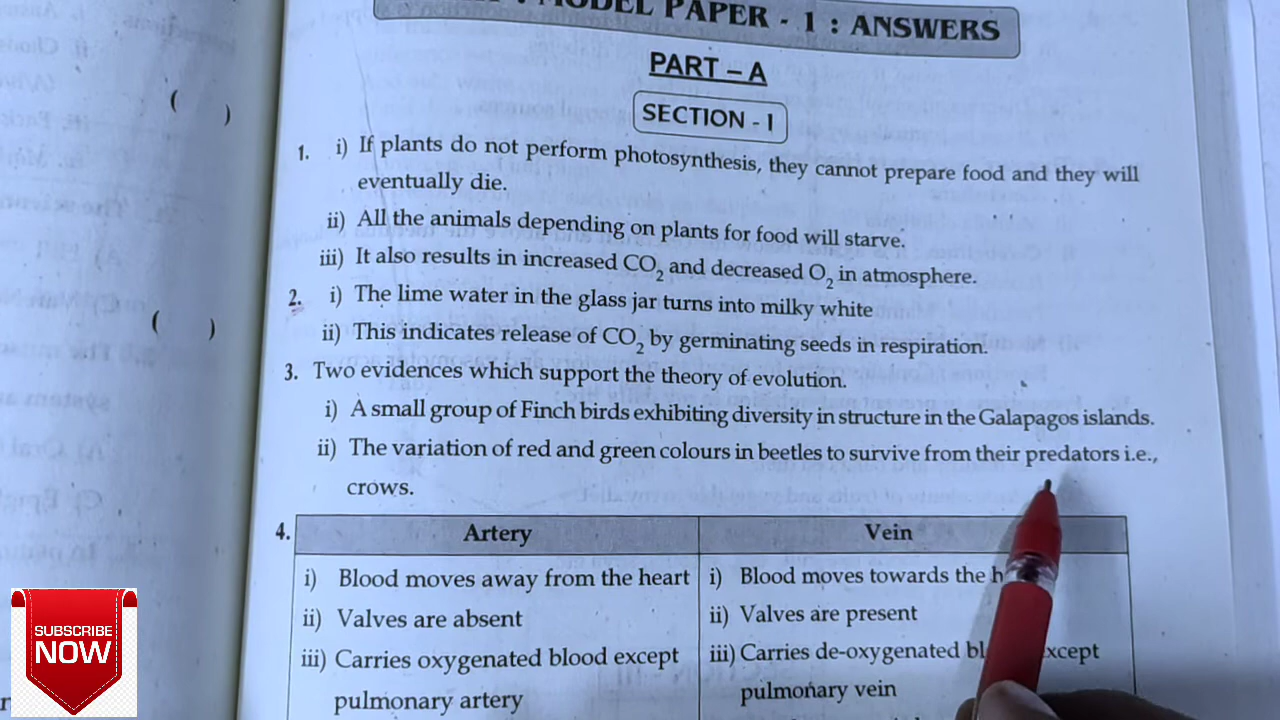 MODEL PAPER - 1 : ANSWERS
PART – A
SECTION - I
1. i) If plants do not perform photosynthesis, they cannot prepare food and they will
eventually die.
ii) All the animals depending on plants for food will starve.
iii) It also results in increased CO₂ and decreased O₂ in atmosphere.
2. i) The lime water in the glass jar turns into milky white
ii) This indicates release of CO₂ by germinating seeds in respiration.
3. Two evidences which support the theory of evolution.
i) A small group of Finch birds exhibiting diversity in structure in the Galapagos islands.
ii) The variation of red and green colours in beetles to survive from their predators i.e.,
crows.
4. Artery Vein
i) Blood moves away from the heart i) Blood moves towards the
ii) Valves are absent ii) Valves are present
iii) Carries oxygenated blood except iii) Carries de-oxygenated except
pulmonary artery pulmonary vein
SUBSCRIBE
NOW